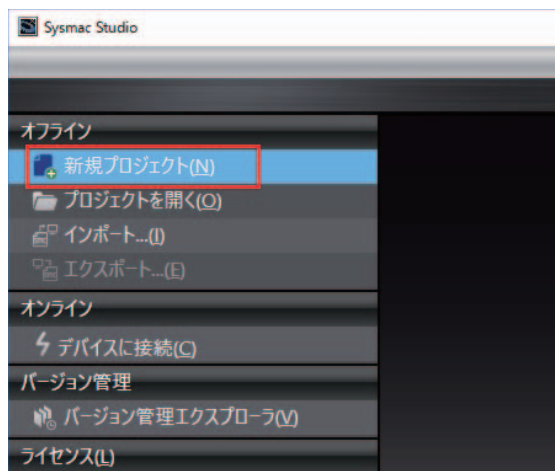 Sysmac Studio
オフライン
新規プロジェクト(N)
プロジェクトを開く(O)
インポート...(I)
エクスポート...(E)
オンライン
デバイスに接続(C)
バージョン管理
バージョン管理エクスプローラ(V)
ライセンス(L)